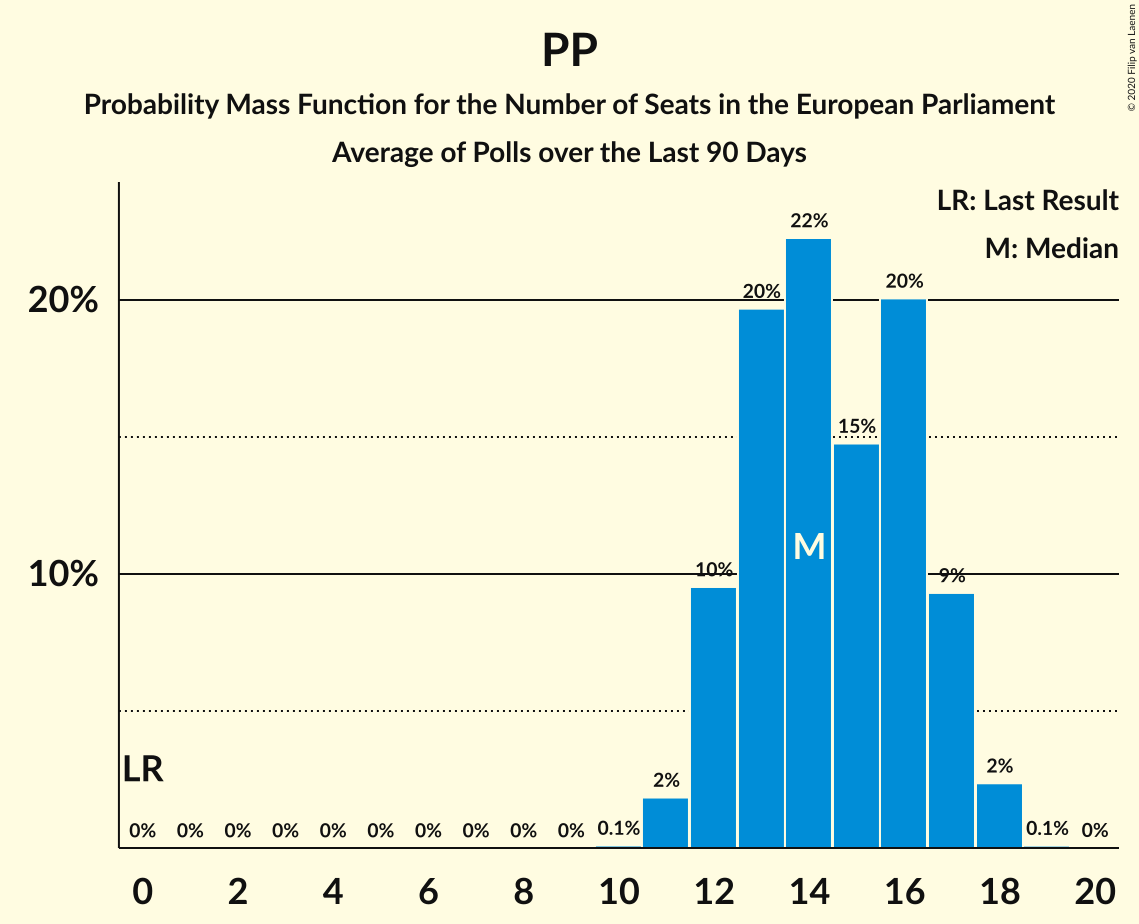 PP
Probability Mass Function for the Number of Seats in the European Parliament
Average of Polls over the Last 90 Days
© 2020 Filip van Laenen
LR: Last Result
M: Median
20%
10%
LR
M
0% 0% 0% 0% 0% 0% 0% 0% 0% 0% 0.1% 2% 10% 20% 22% 15% 20% 9% 2% 0.1% 0%
0 2 4 6 8 10 12 14 16 18 20